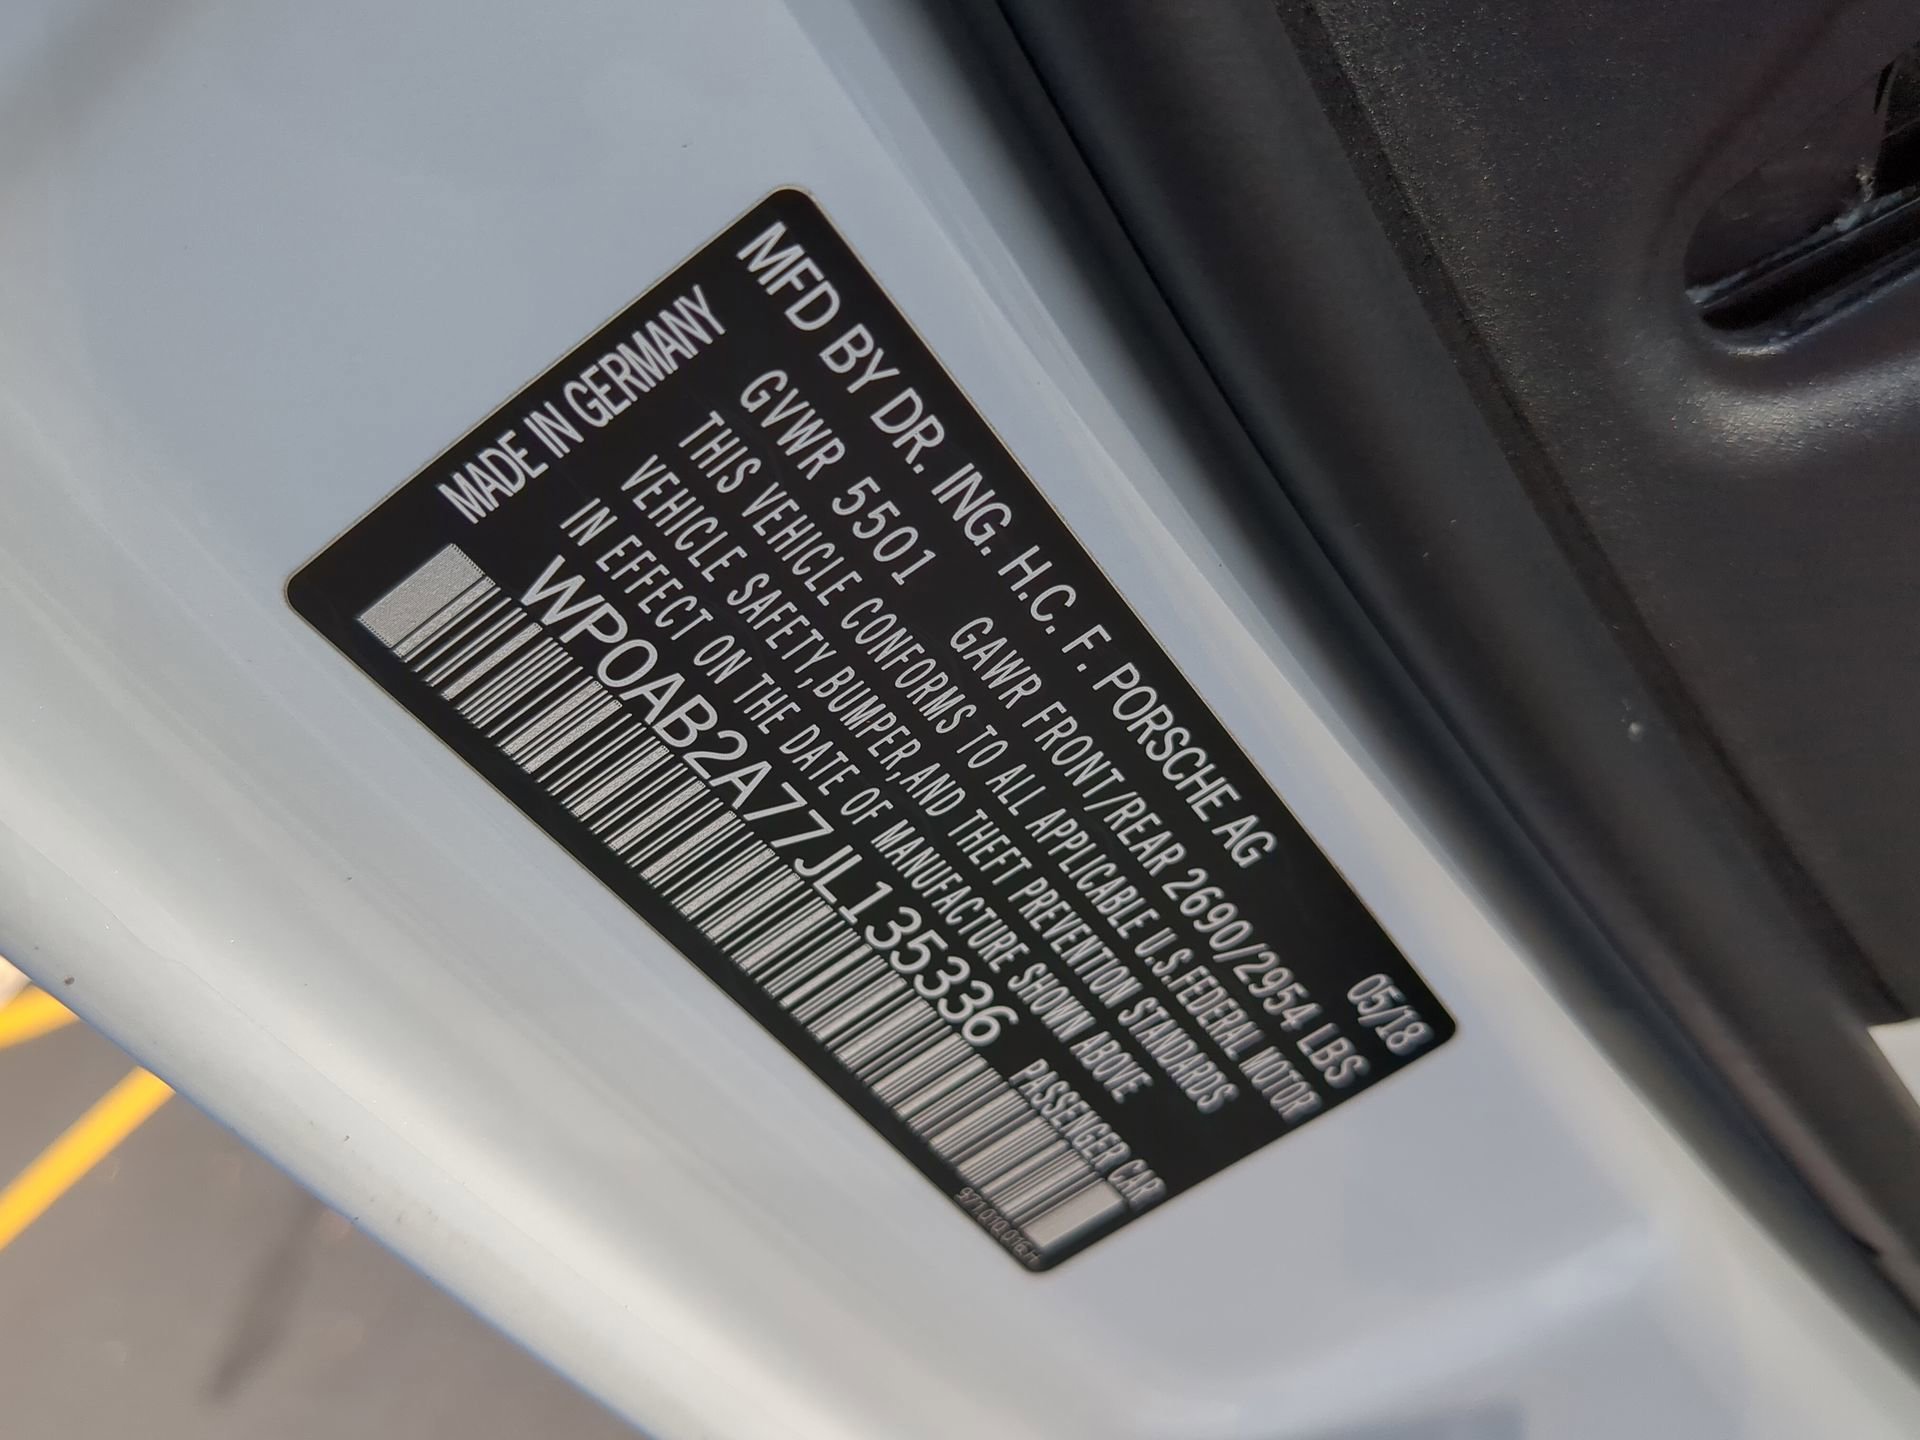 MFD BY DR. ING. H.C. F. PORSCHE AG 05/18
MADE IN GERMANY
GVWR 5501 GAWR FRONT/REAR 2690/2954 LBS
THIS VEHICLE CONFORMS TO ALL APPLICABLE U.S.FEDERAL MOTOR
VEHICLE SAFETY,BUMPER,AND THEFT PREVENTION STANDARDS
IN EFFECT ON THE DATE OF MANUFACTURE SHOWN ABOVE
WP0AB2A77JL135336 PASSENGER CAR